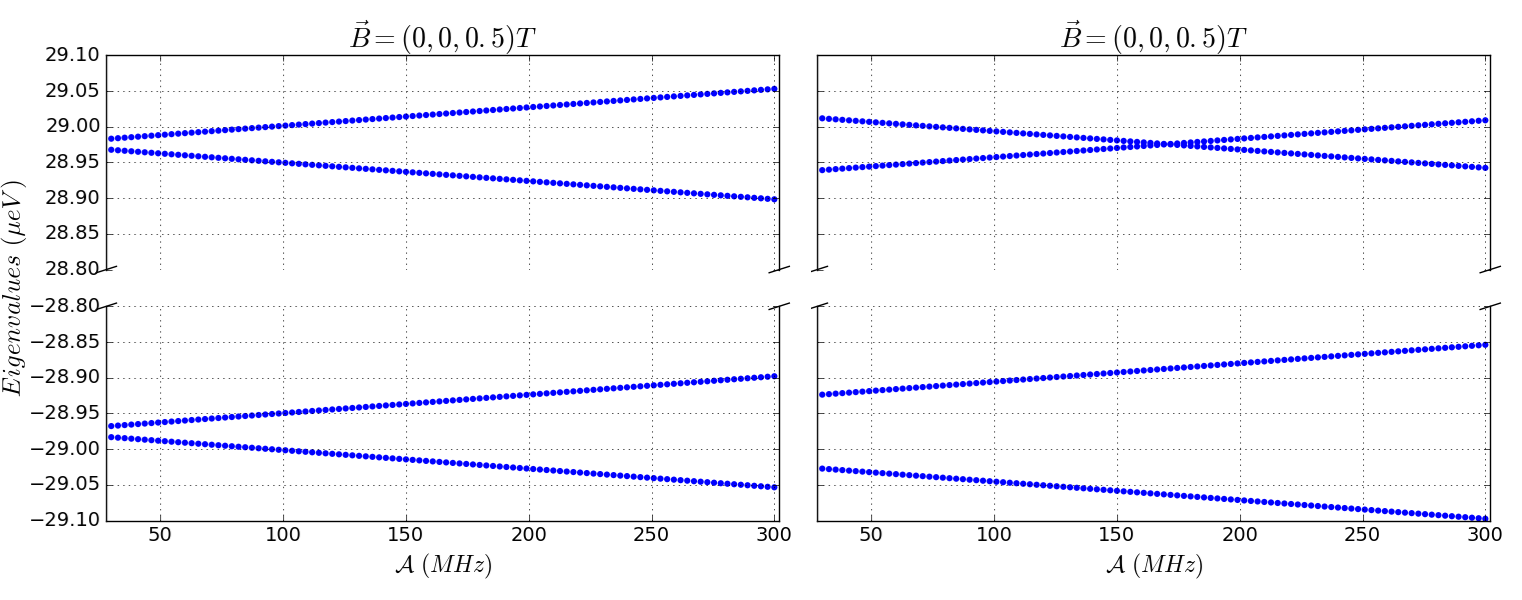 B⃗ = (0, 0, 0.5)T
B⃗ = (0, 0, 0.5)T
Eigenvalues (μeV)
29.10
29.05
29.00
28.95
28.90
28.85
28.80
−28.80
−28.85
−28.90
−28.95
−29.00
−29.05
−29.10
50 100 150 200 250 300
50 100 150 200 250 300
𝒜 (MHz)
𝒜 (MHz)